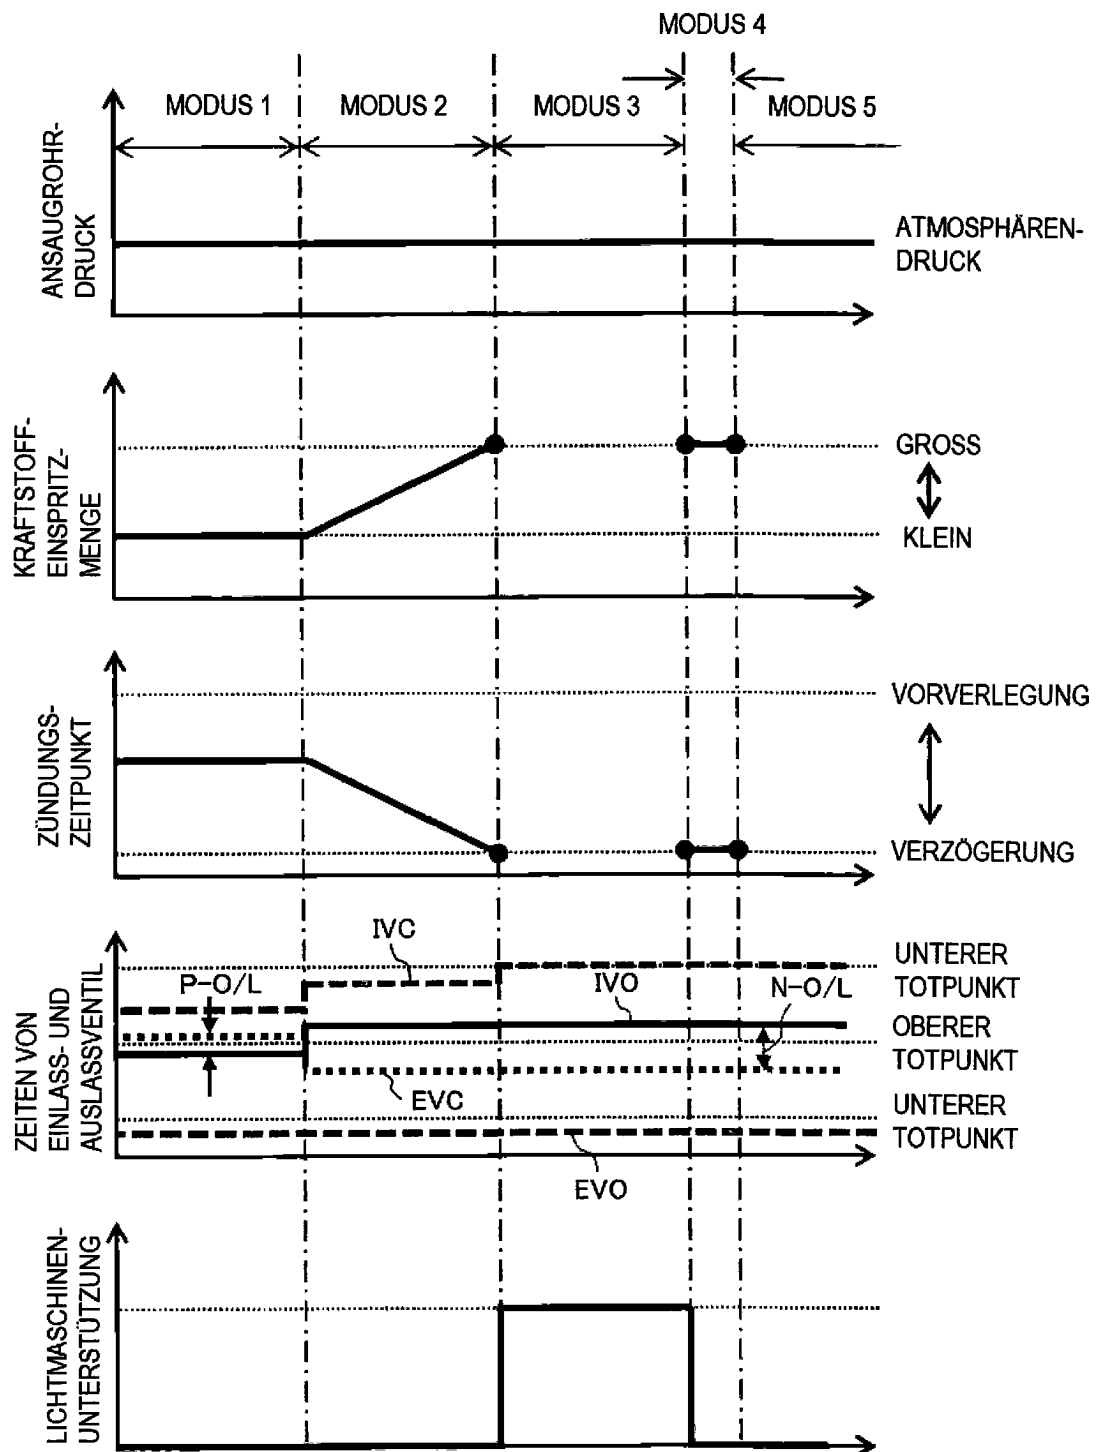 MODUS 4
MODUS 1
MODUS 2
MODUS 3
MODUS 5
ANSAUGROHR-
DRUCK
ATMOSPHÄREN-
DRUCK
KRAFTSTOFF-
EINSPRITZ-
MENGE
GROSS
KLEIN
ZÜNDUNGS-
ZEITPUNKT
VORVERLEGUNG
VERZÖGERUNG
ZEITEN VON
EINLASS- UND
AUSLASSVENTIL
IVC
P-O/L
IVO
N-O/L
EVC
EVO
UNTERER
TOTPUNKT
OBERER
TOTPUNKT
UNTERER
TOTPUNKT
LICHTMASCHINEN-
UNTERSTÜTZUNG